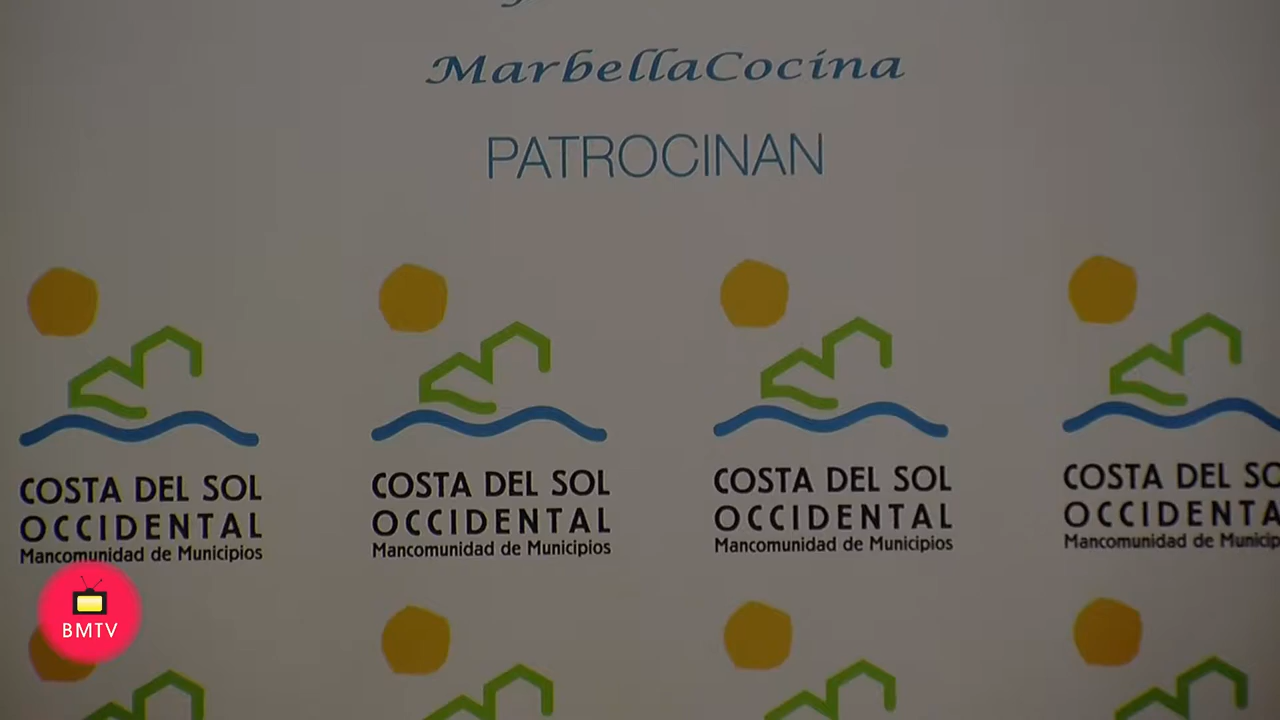 MarbellaCocina
PATROCINAN
COSTA DEL SOL
OCCIDENTAL
Mancomunidad de Municipios
COSTA DEL SOL
OCCIDENTAL
Mancomunidad de Municipios
COSTA DEL SOL
OCCIDENTAL
Mancomunidad de Municipios
COSTA DEL SO
OCCIDENTA
Mancomunidad de Municip
BMTV